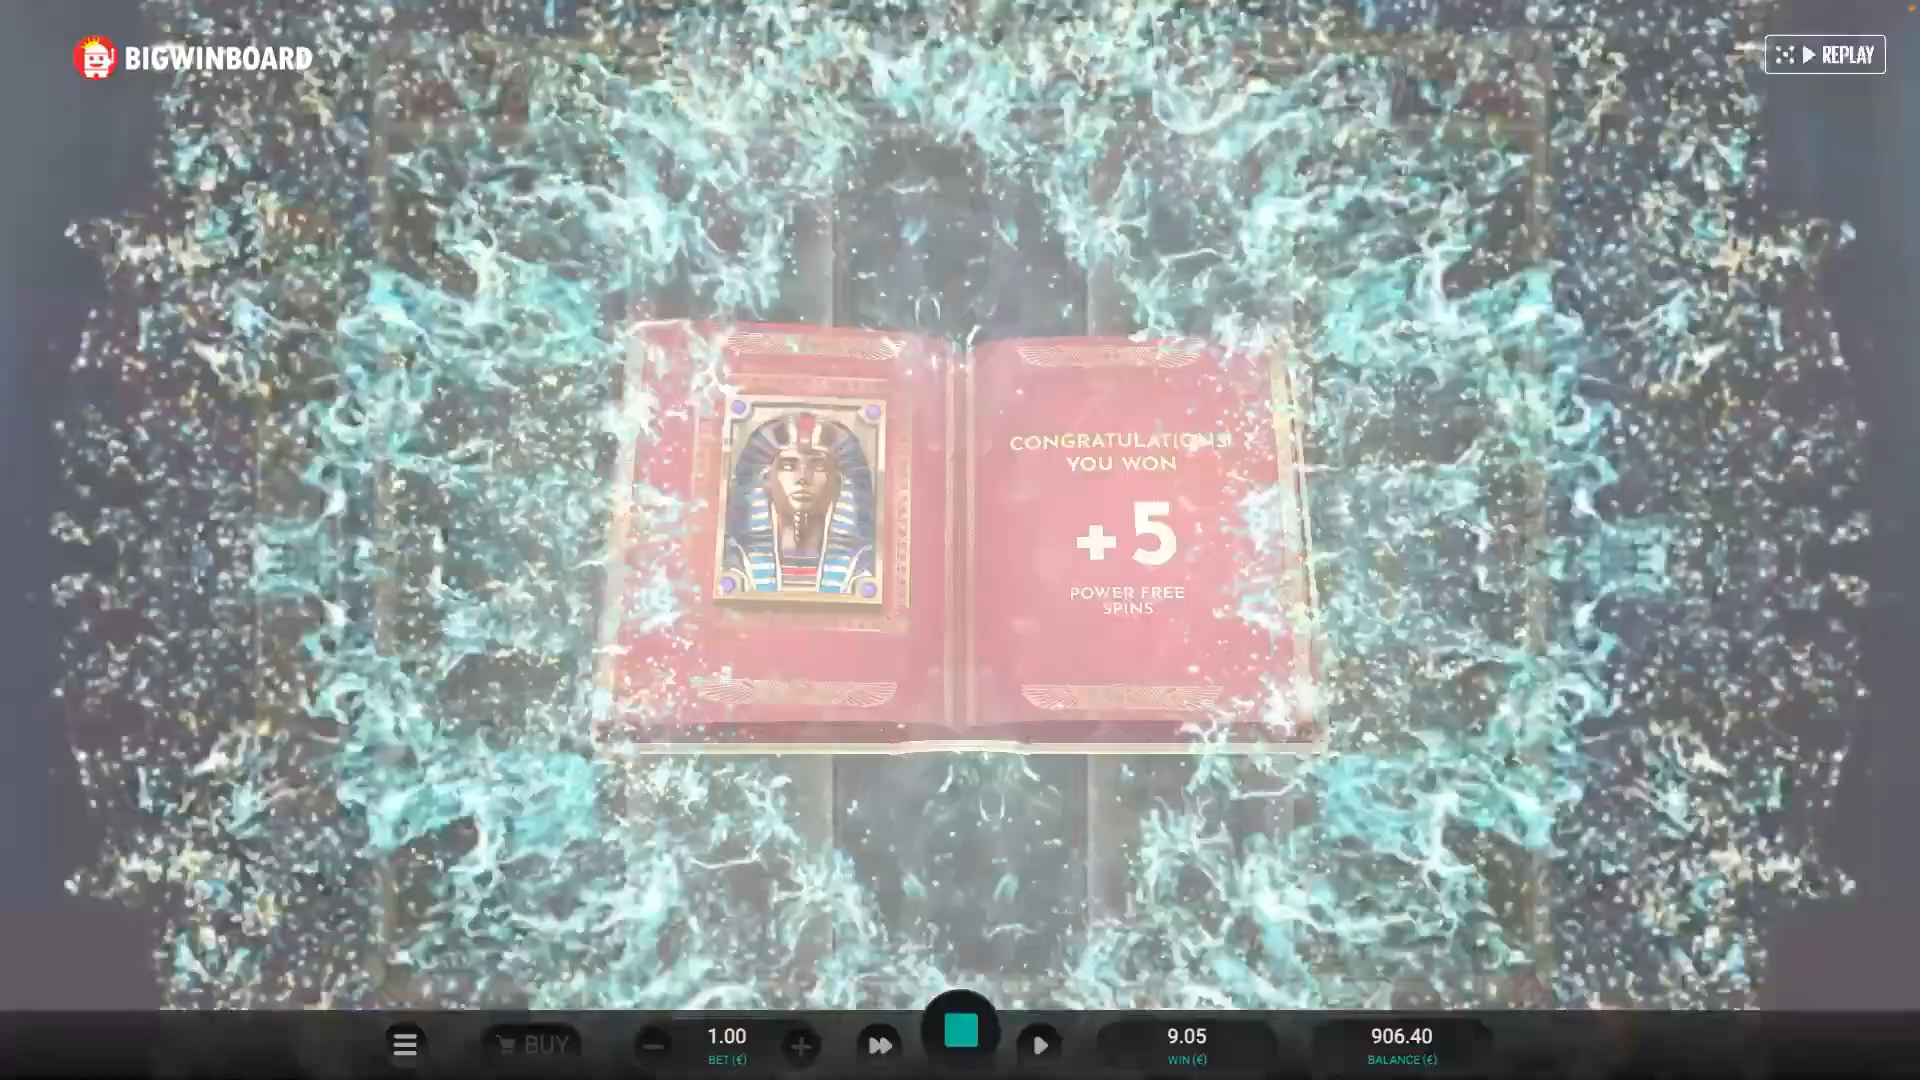 BIGWINBOARD
REPLAY
CONGRATULATIONS!
YOU WON
+5
POWER FREE
SPINS
BUY
1.00
BET (€)
9.05
WIN (€)
906.40
BALANCE (€)